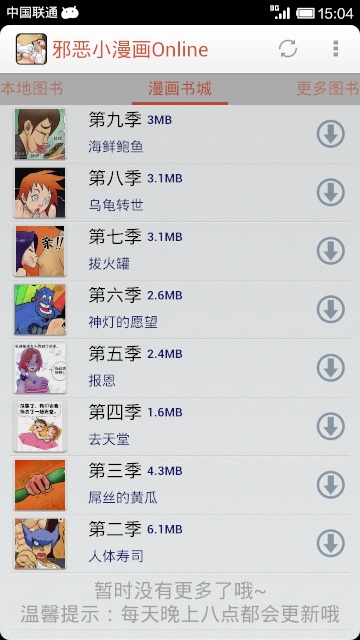 中国联通
3G 15:04
邪恶小漫画Online
本地图书 漫画书城 更多图书
第九季 3MB
海鲜鲍鱼
第八季 3.1MB
乌龟转世
第七季 3.1MB
拔火罐
第六季 2.6MB
神灯的愿望
第五季 2.4MB
报恩
第四季 1.6MB
去天堂
第三季 4.3MB
屌丝的黄瓜
第二季 6.1MB
人体寿司
暂时没有更多了哦~
温馨提示：每天晚上八点都会更新哦